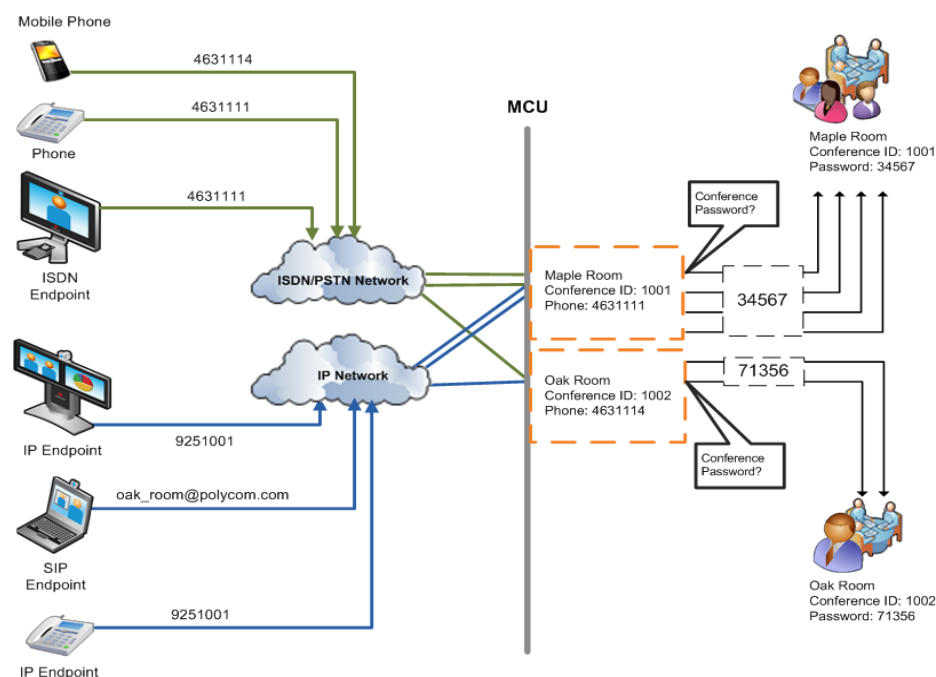 Mobile Phone
4631114
4631111
Phone
4631111
ISDN
Endpoint
ISDN/PSTN Network
IP Network
IP Endpoint
9251001
oak_room@polycom.com
SIP
Endpoint
9251001
IP Endpoint
MCU
Maple Room
Conference ID: 1001
Phone: 4631111
Oak Room
Conference ID: 1002
Phone: 4631114
Conference
Password?
34567
71356
Conference
Password?
Maple Room
Conference ID: 1001
Password: 34567
Oak Room
Conference ID: 1002
Password: 71356